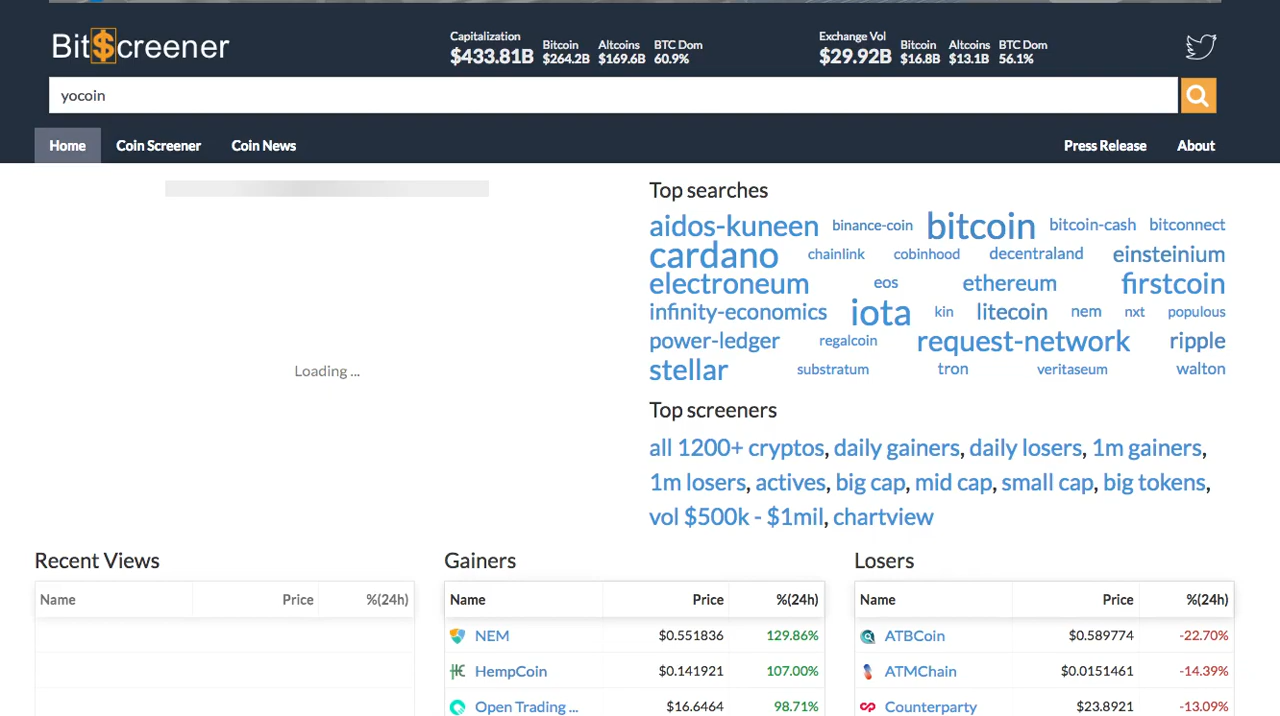 Bit$creener
Capitalization
$433.81B
Bitcoin
$264.2B
Altcoins
$169.6B
BTC Dom
60.9%
Exchange Vol
$29.92B
Bitcoin
$16.8B
Altcoins
$13.1B
BTC Dom
56.1%
yocoin
Home Coin Screener Coin News Press Release About
Loading ...
Top searches
aidos-kuneen binance-coin bitcoin bitcoin-cash bitconnect
cardano chainlink cobinhood decentraland einsteinium
electroneum eos ethereum firstcoin
infinity-economics iota kin litecoin nem nxt populous
power-ledger regalcoin request-network ripple
stellar substratum tron veritaseum walton
Top screeners
all 1200+ cryptos, daily gainers, daily losers, 1m gainers,
1m losers, actives, big cap, mid cap, small cap, big tokens,
vol $500k - $1mil, chartview
Recent Views
Name Price %(24h)
Gainers
Name Price %(24h)
NEM $0.551836 129.86%
HempCoin $0.141921 107.00%
Open Trading ... $16.6464 98.71%
Losers
Name Price %(24h)
ATBCoin $0.589774 -22.70%
ATMChain $0.0151461 -14.39%
Counterparty $23.8921 -13.09%